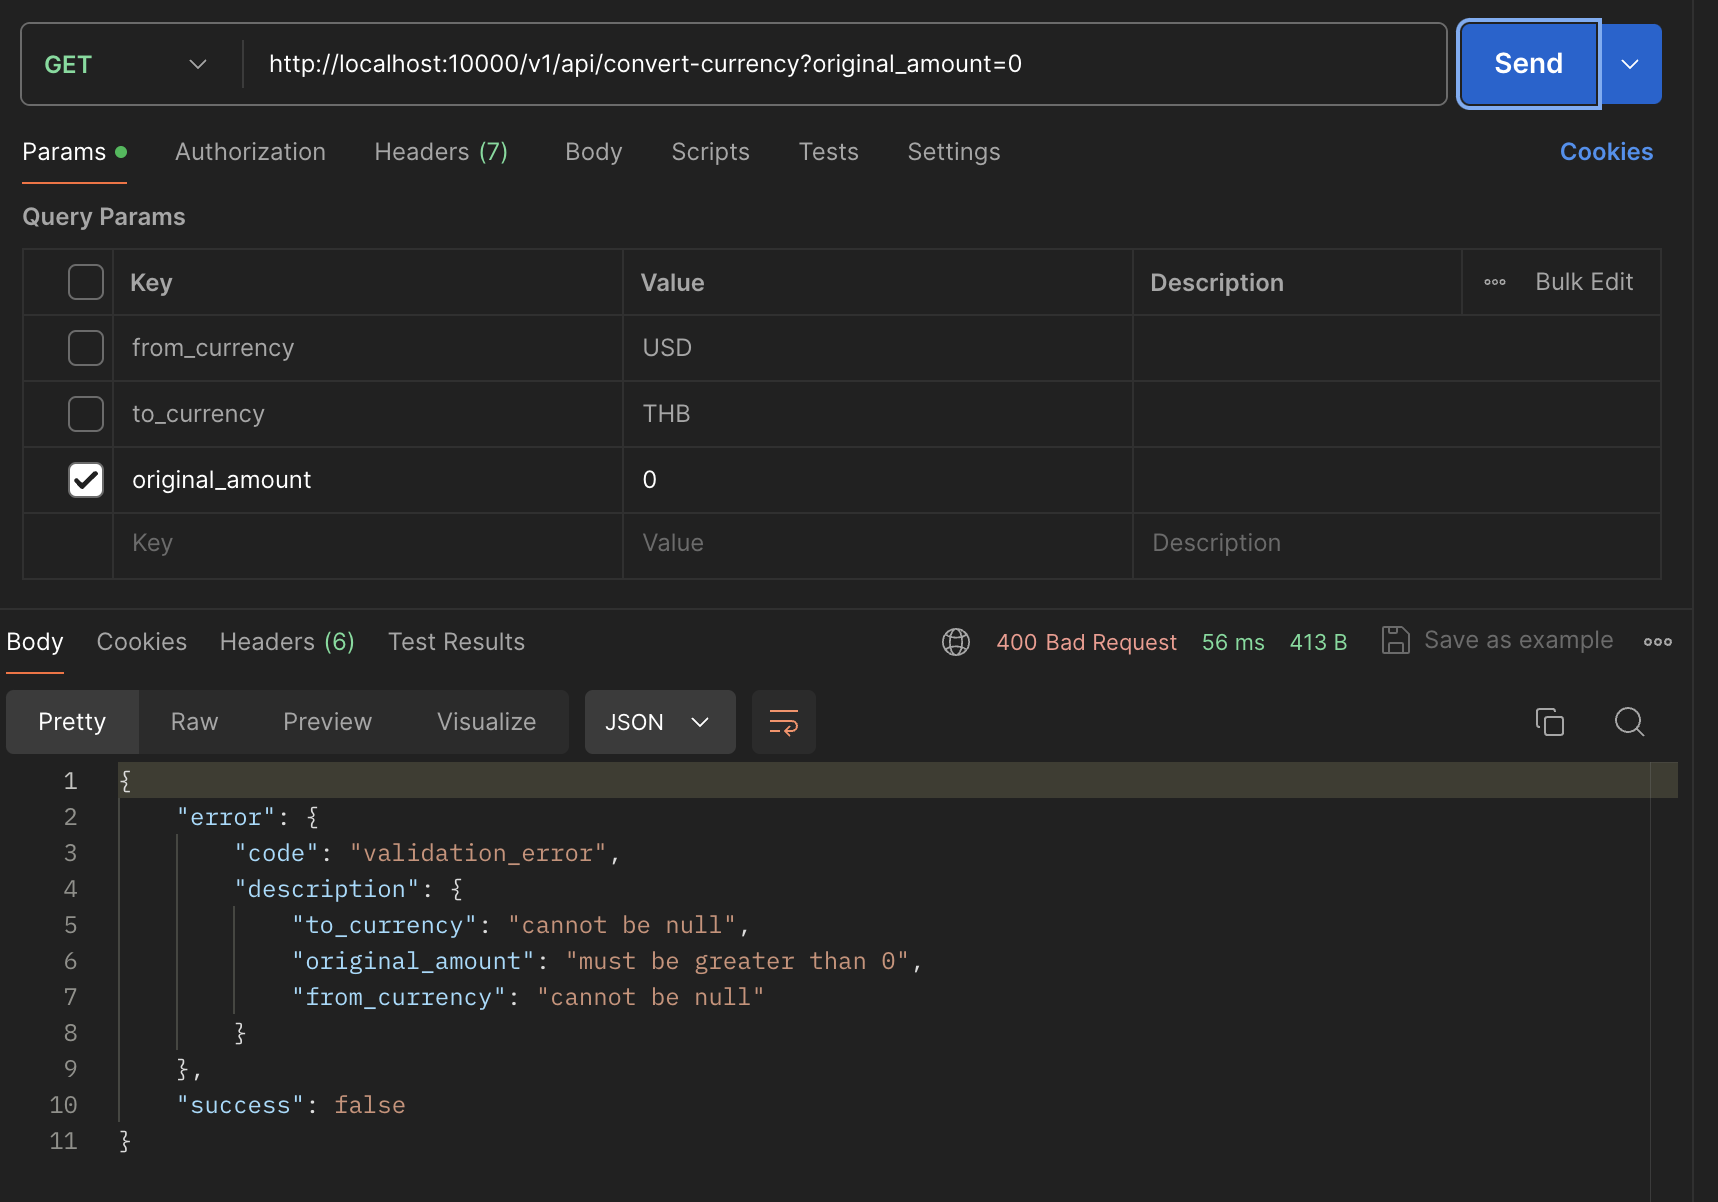 GET http://localhost:10000/v1/api/convert-currency?original_amount=0 Send
Params Authorization Headers (7) Body Scripts Tests Settings Cookies
Query Params
Key Value Description Bulk Edit
from_currency USD
to_currency THB
original_amount 0
Key Value Description
Body Cookies Headers (6) Test Results 400 Bad Request 56 ms 413 B Save as example
Pretty Raw Preview Visualize JSON
1 {
2 "error": {
3 "code": "validation_error",
4 "description": {
5 "to_currency": "cannot be null",
6 "original_amount": "must be greater than 0",
7 "from_currency": "cannot be null"
8 }
9 },
10 "success": false
11 }